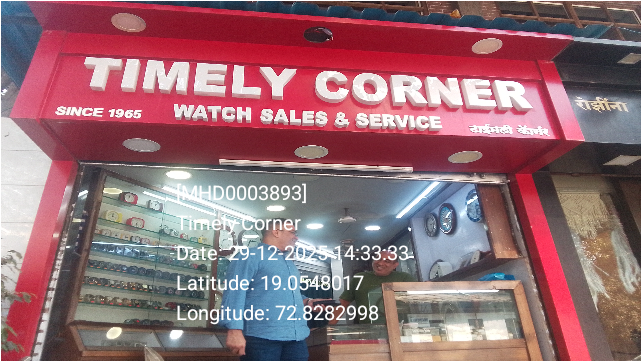 TIMELY CORNER
SINCE 1965 WATCH SALES & SERVICE टाईमली कॉर्नर
रोझीना
[MHD0003893]
Timely Corner
Date: 29-12-2025 14:33:33
Latitude: 19.0548017
Longitude: 72.8282998